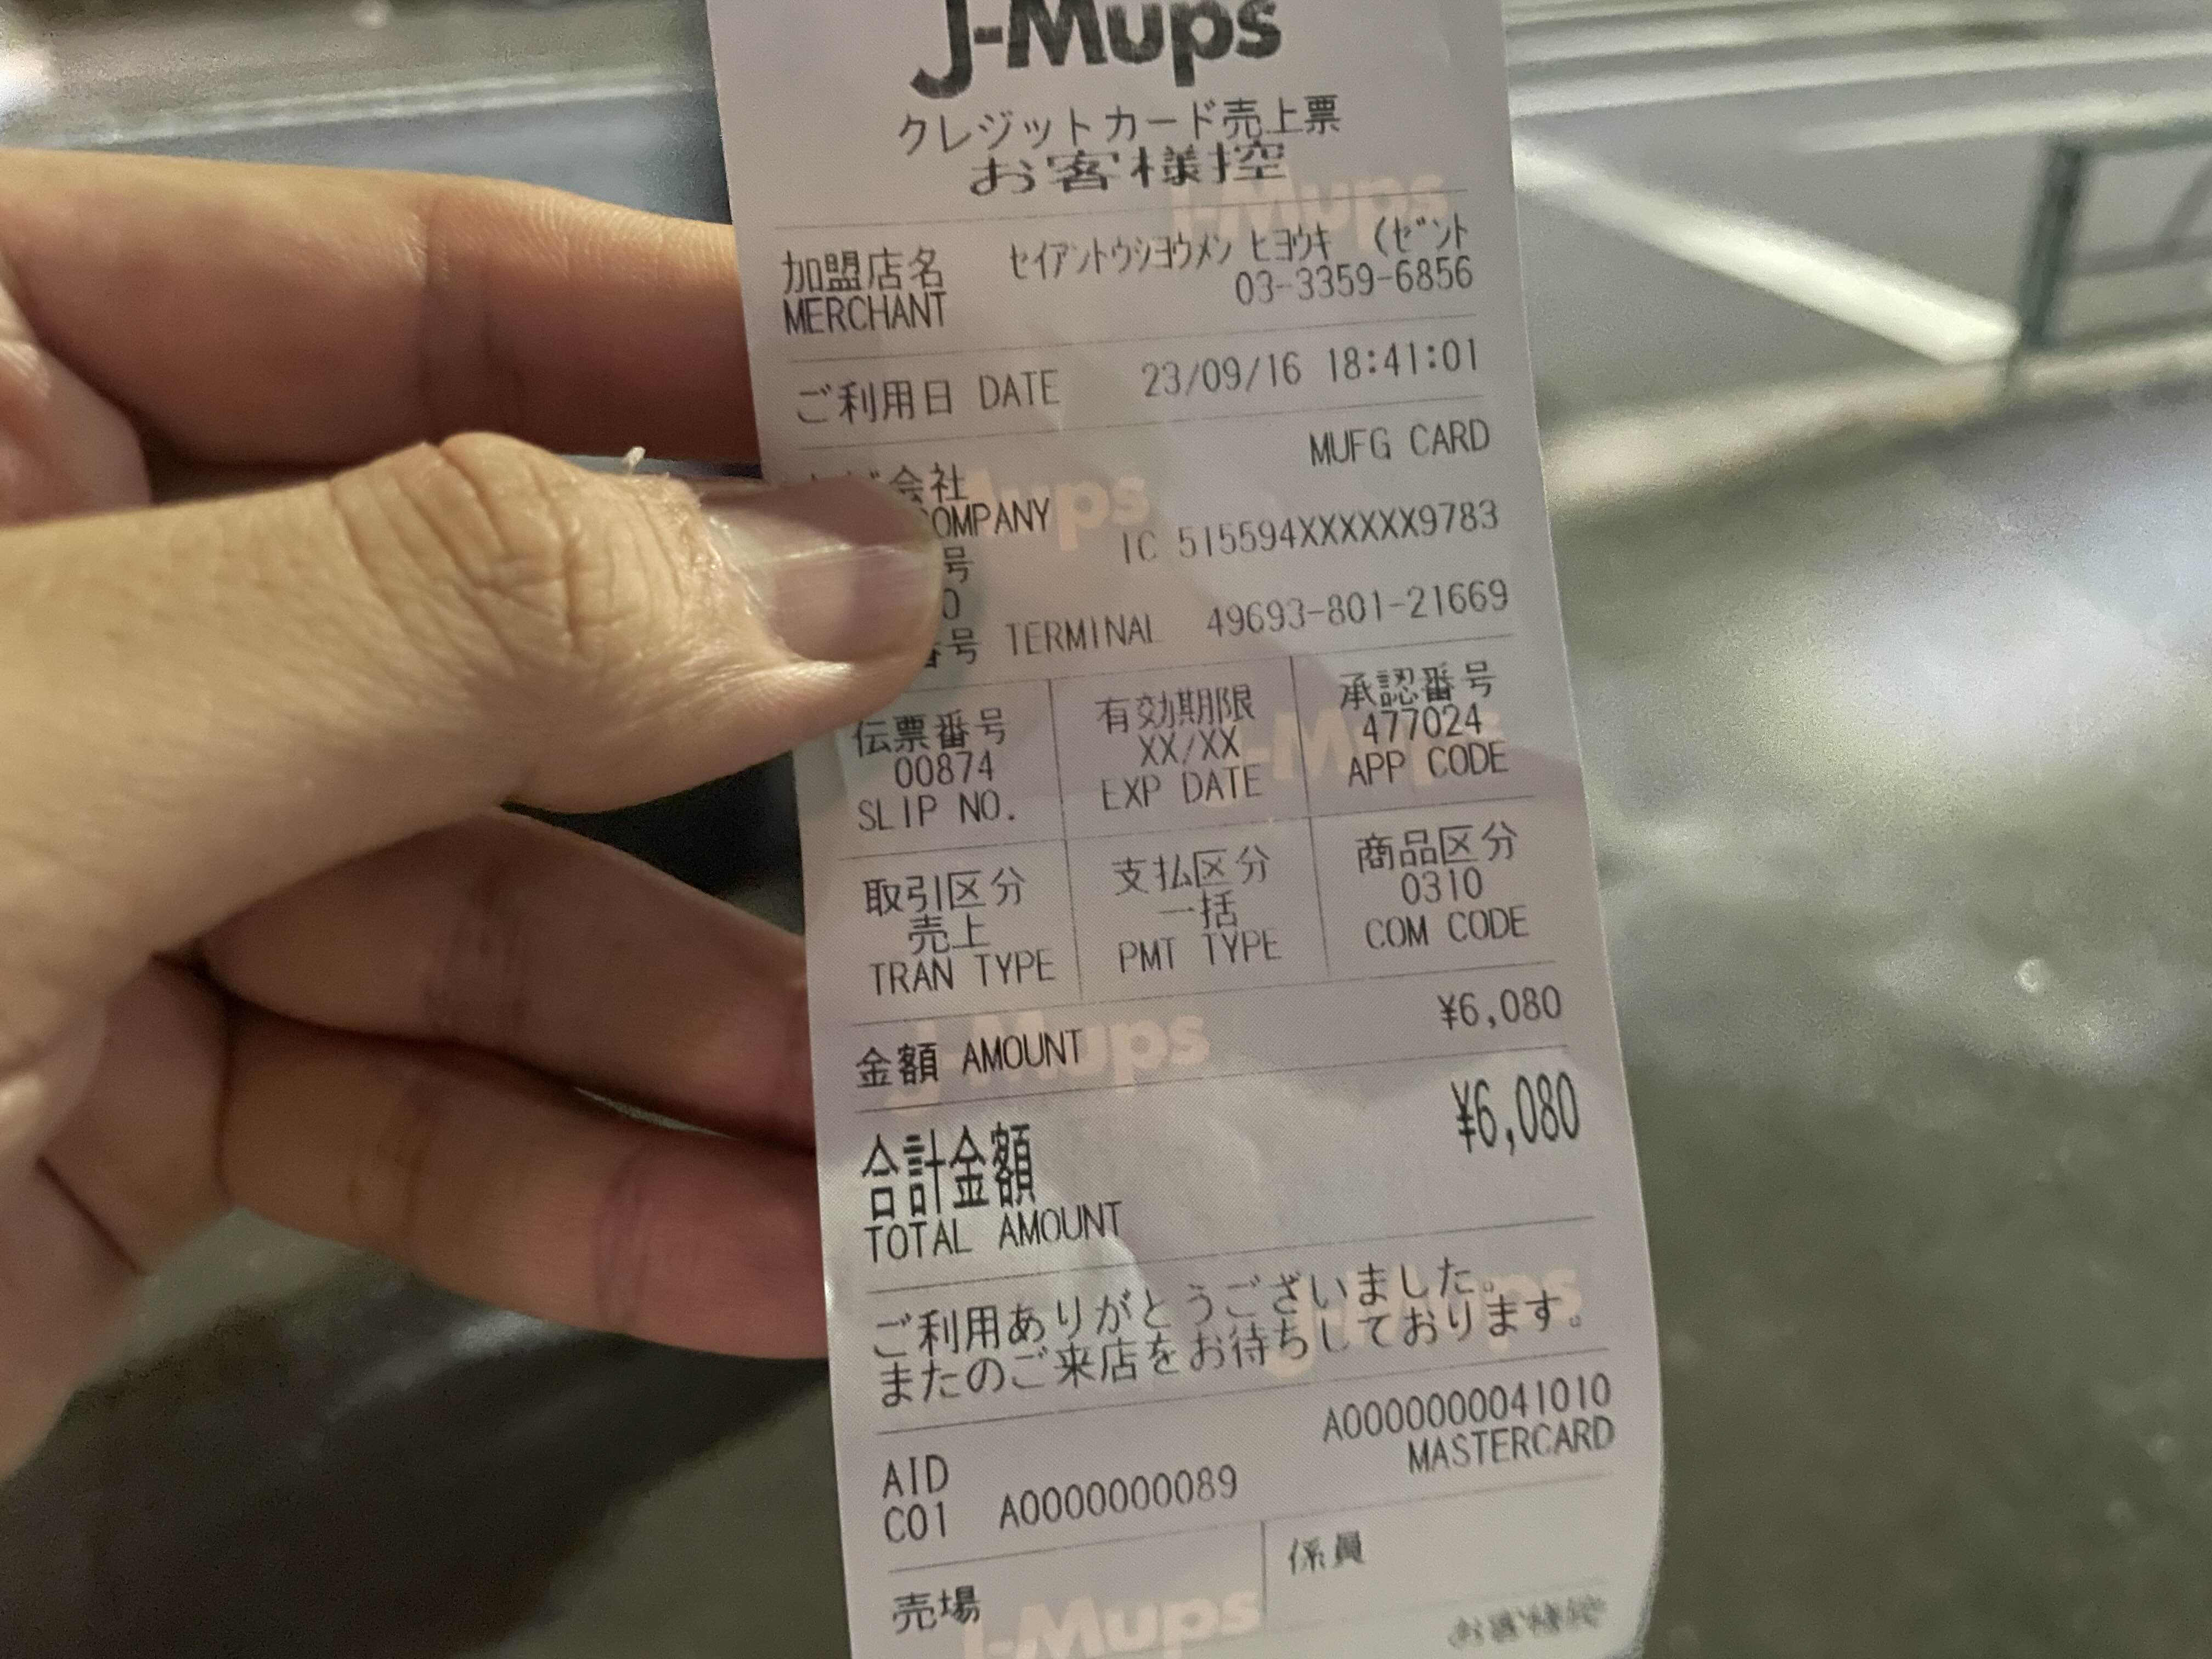 J-Mups
クレジットカード売上票
お客様控
加盟店名 セイアントウショウメン ヒョウキ (ゼント
MERCHANT 03-3359-6856
ご利用日 DATE 23/09/16 18:41:01
会社 MUFG CARD
COMPANY
号 IC 515594XXXXXX9783
号 TERMINAL 49693-801-21669
伝票番号 有効期限 承認番号
00874 XX/XX 477024
SLIP NO. EXP DATE APP CODE
取引区分 支払区分 商品区分
売上 一括 0310
TRAN TYPE PMT TYPE COM CODE
金額 AMOUNT ¥6,080
合計金額 ¥6,080
TOTAL AMOUNT
ご利用ありがとうございました。
またのご来店をお待ちしております。
AID A0000000041010
MASTERCARD
C01 A0000000089
売場 係員
お客様控